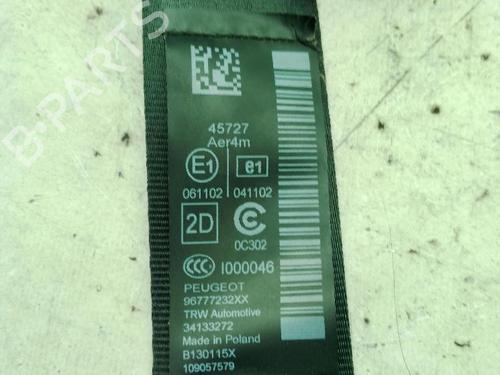 B-PARTS
45727
Aer4m
E1 e1
061102 041102
2D C
0C302
CCC I000046
PEUGEOT
96777232XX
TRW Automotive
34133272
Made in Poland
B130115X
109057579